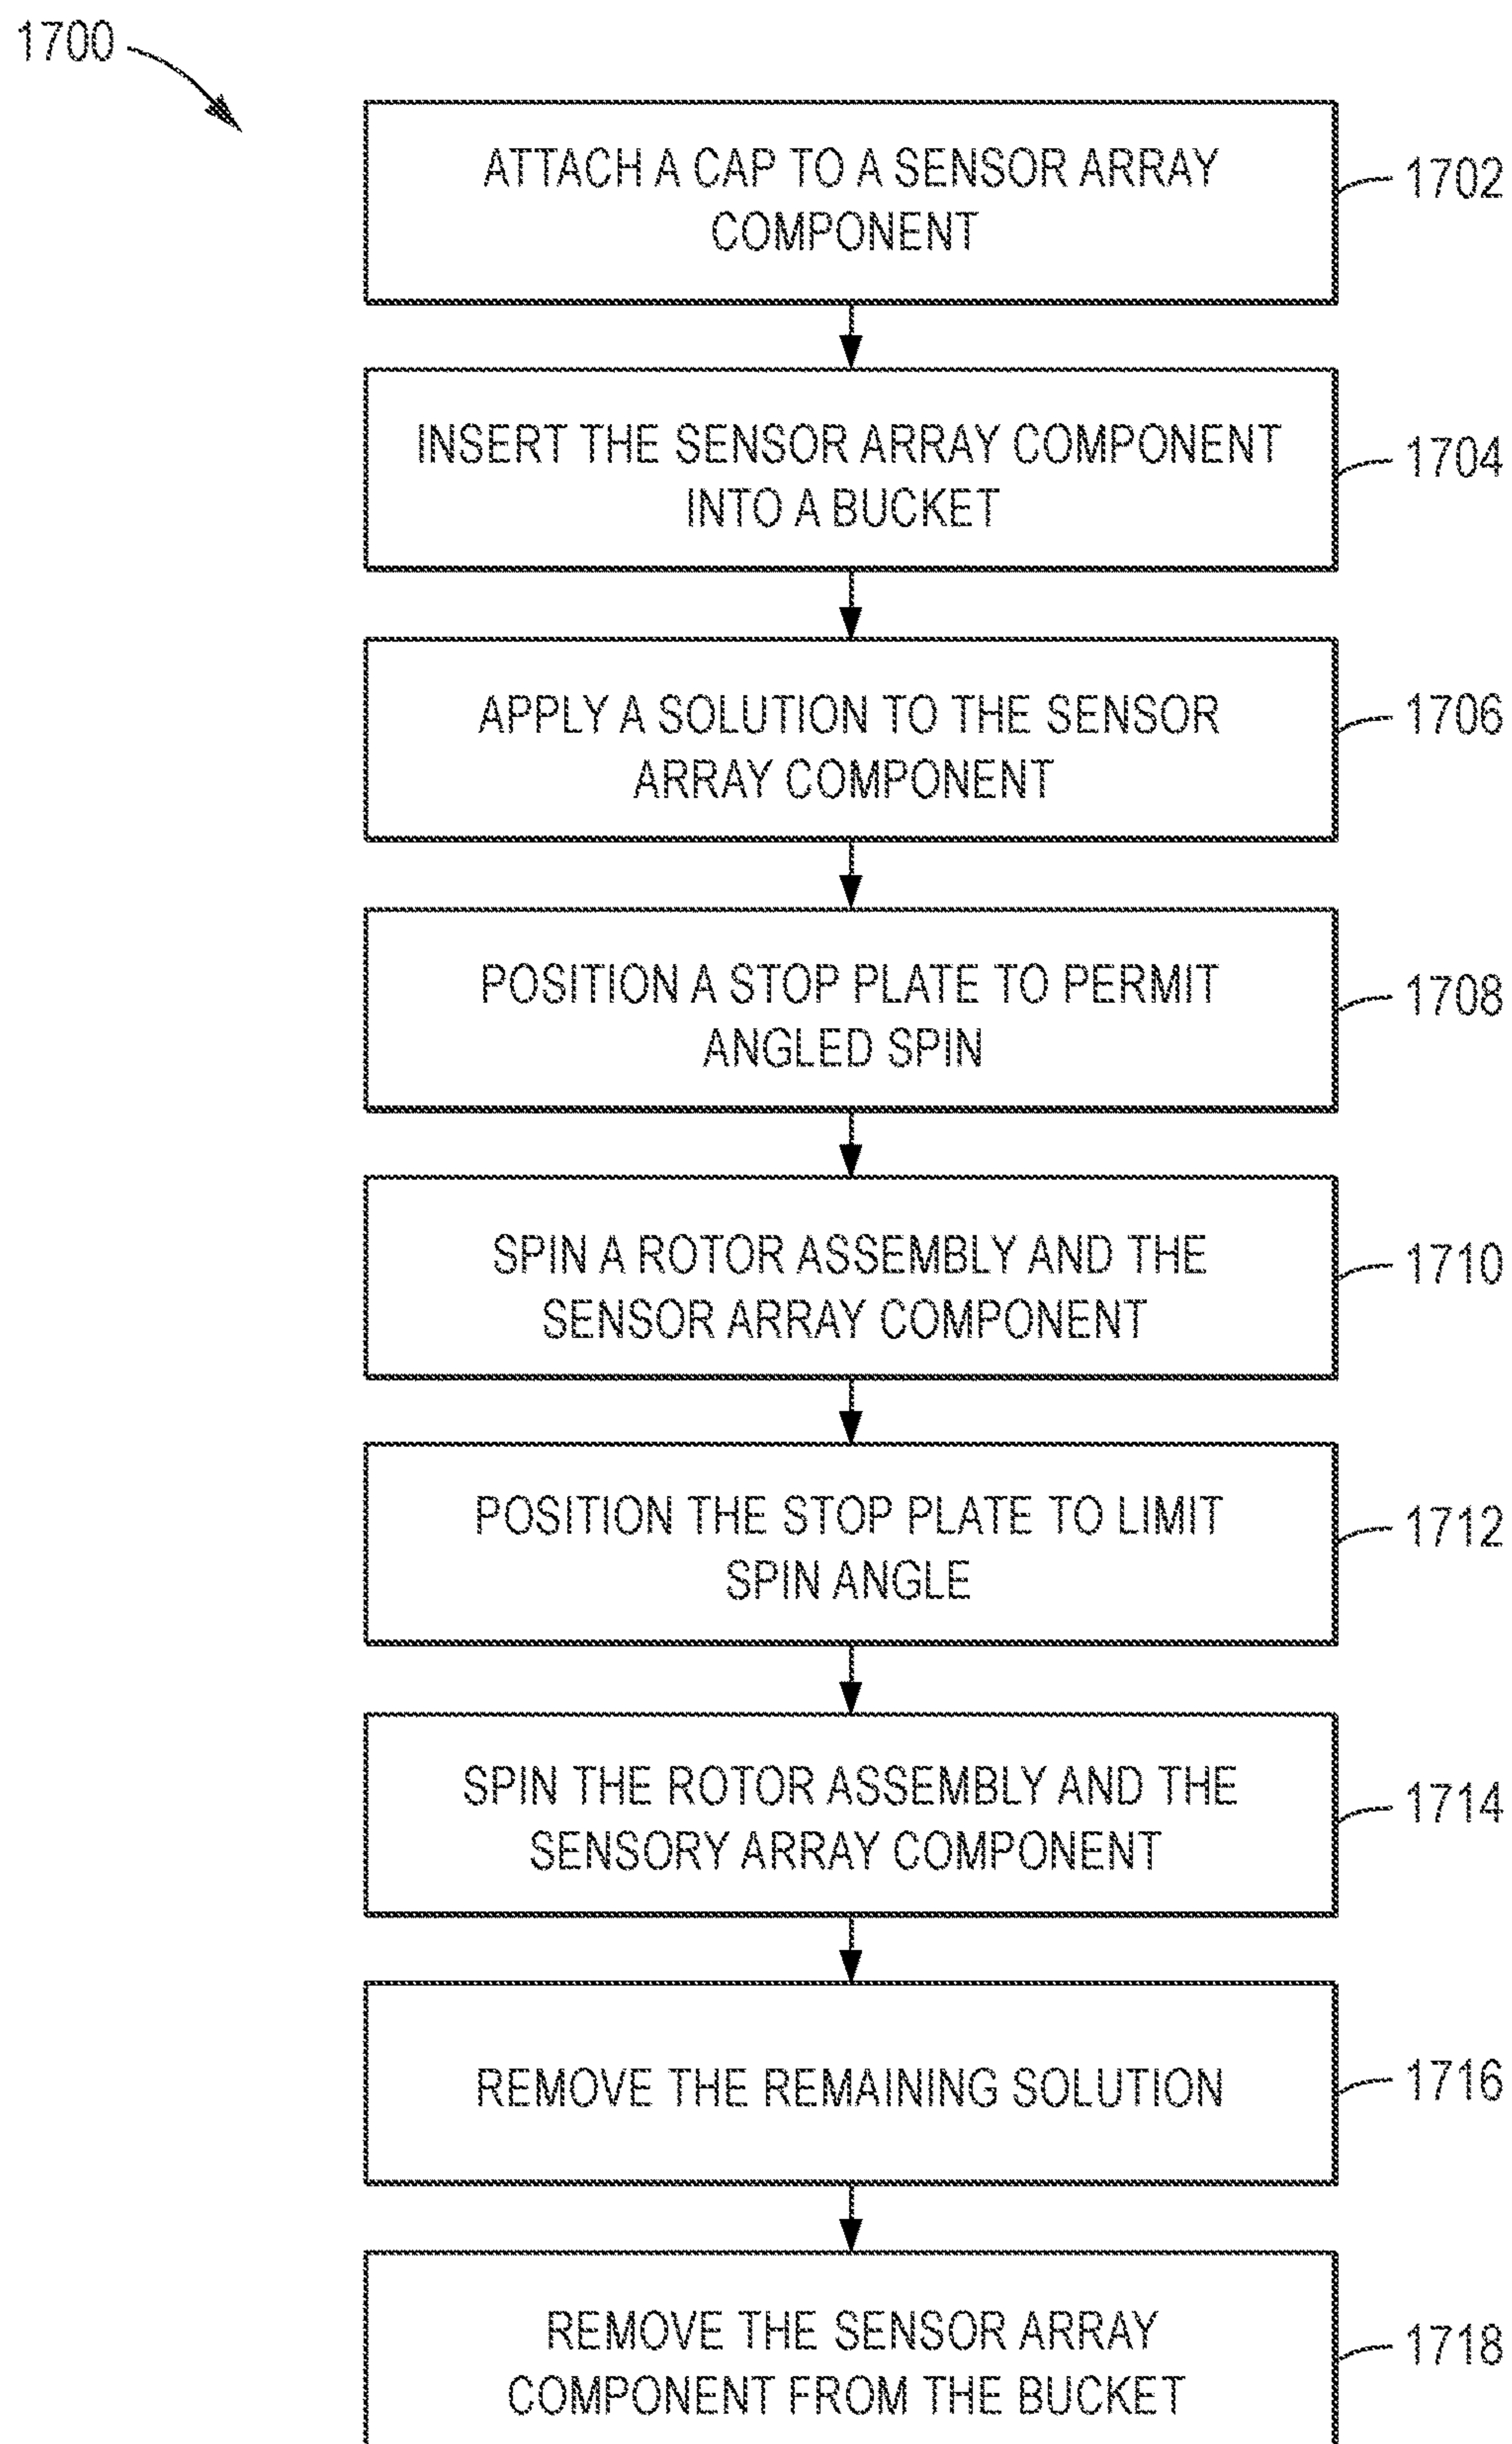 1700
ATTACH A CAP TO A SENSOR ARRAY
COMPONENT
1702
INSERT THE SENSOR ARRAY COMPONENT
INTO A BUCKET
1704
APPLY A SOLUTION TO THE SENSOR
ARRAY COMPONENT
1706
POSITION A STOP PLATE TO PERMIT
ANGLED SPIN
1708
SPIN A ROTOR ASSEMBLY AND THE
SENSOR ARRAY COMPONENT
1710
POSITION THE STOP PLATE TO LIMIT
SPIN ANGLE
1712
SPIN THE ROTOR ASSEMBLY AND THE
SENSORY ARRAY COMPONENT
1714
REMOVE THE REMAINING SOLUTION
1716
REMOVE THE SENSOR ARRAY
COMPONENT FROM THE BUCKET
1718